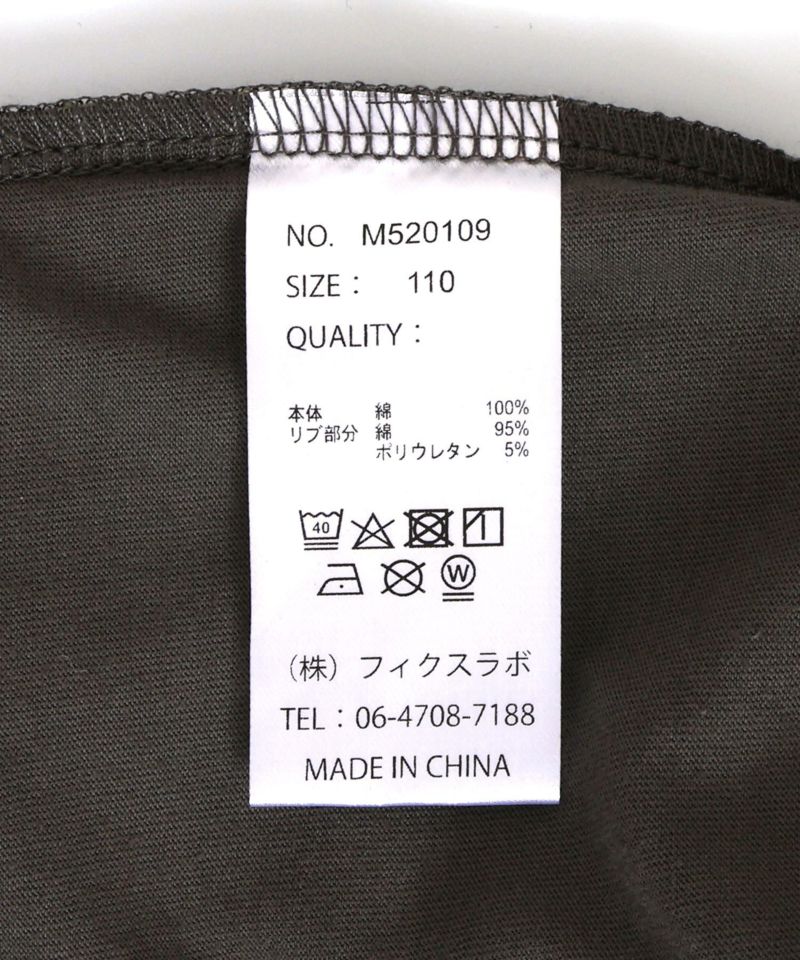 NO. M520109
SIZE： 110
QUALITY：
本体 綿 100%
リブ部分 綿 95%
ポリウレタン 5%
40
W
（株）フィクスラボ
TEL：06-4708-7188
MADE IN CHINA